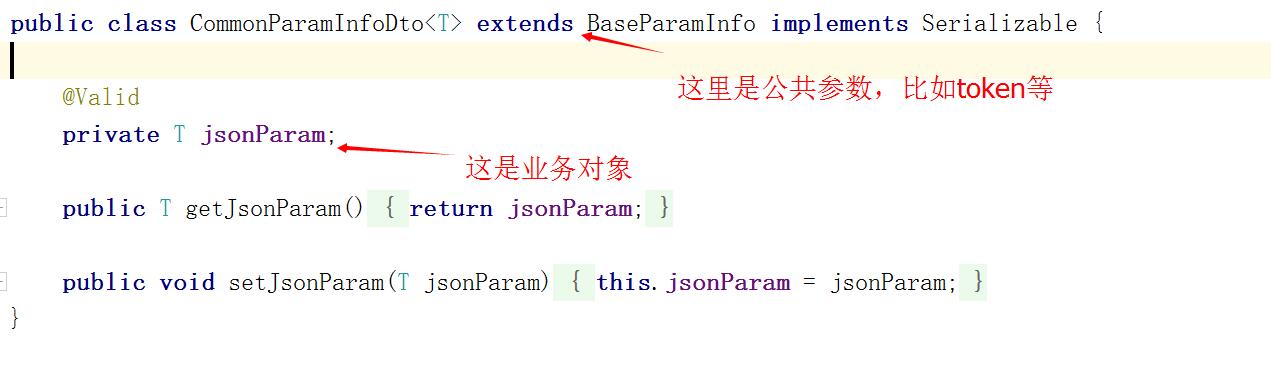 public class CommonParamInfoDto<T> extends BaseParamInfo implements Serializable {
这里是公共参数，比如token等
@Valid
private T jsonParam;
这是业务对象
public T getJsonParam() { return jsonParam; }
public void setJsonParam(T jsonParam) { this.jsonParam = jsonParam; }
}